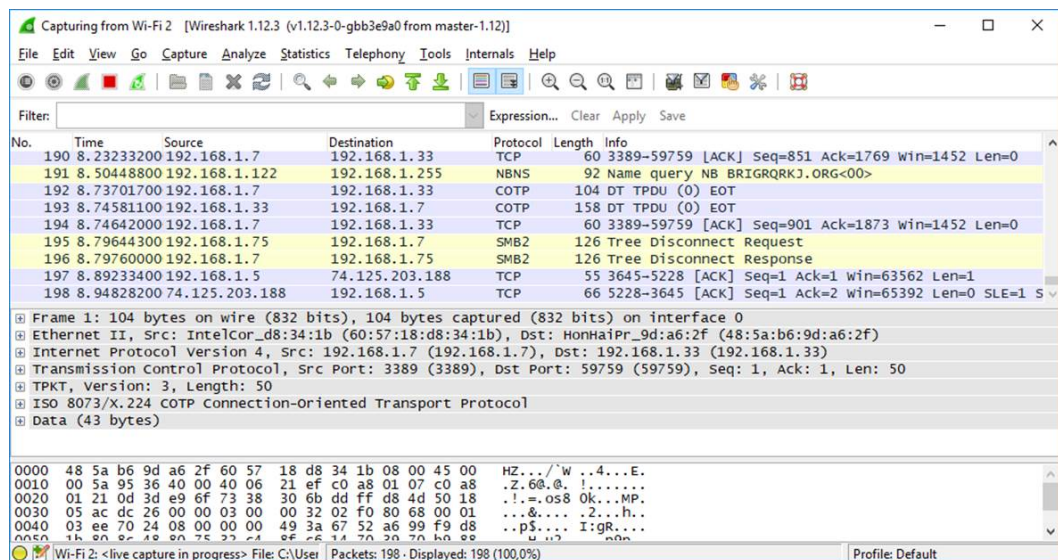 Capturing from Wi-Fi 2 [Wireshark 1.12.3 (v1.12.3-0-gbb3e9a0 from master-1.12)]
File Edit View Go Capture Analyze Statistics Telephony Tools Internals Help
Filter: Expression... Clear Apply Save
No. Time Source Destination Protocol Length Info
190 8.23233200 192.168.1.7 192.168.1.33 TCP 60 3389→59759 [ACK] Seq=851 Ack=1769 Win=1452 Len=0
191 8.50448800 192.168.1.122 192.168.1.255 NBNS 92 Name query NB BRIGRQRKJ.ORG<00>
192 8.73701700 192.168.1.7 192.168.1.33 COTP 104 DT TPDU (0) EOT
193 8.74581100 192.168.1.33 192.168.1.7 COTP 158 DT TPDU (0) EOT
194 8.74642000 192.168.1.7 192.168.1.33 TCP 60 3389→59759 [ACK] Seq=901 Ack=1873 Win=1452 Len=0
195 8.79644300 192.168.1.75 192.168.1.7 SMB2 126 Tree Disconnect Request
196 8.79760000 192.168.1.7 192.168.1.75 SMB2 126 Tree Disconnect Response
197 8.89233400 192.168.1.5 74.125.203.188 TCP 55 3645→5228 [ACK] Seq=1 Ack=1 Win=63562 Len=1
198 8.94828200 74.125.203.188 192.168.1.5 TCP 66 5228→3645 [ACK] Seq=1 Ack=2 Win=65392 Len=0 SLE=1 S
Frame 1: 104 bytes on wire (832 bits), 104 bytes captured (832 bits) on interface 0
Ethernet II, Src: IntelCor_d8:34:1b (60:57:18:d8:34:1b), Dst: HonHaiPr_9d:a6:2f (48:5a:b6:9d:a6:2f)
Internet Protocol Version 4, Src: 192.168.1.7 (192.168.1.7), Dst: 192.168.1.33 (192.168.1.33)
Transmission Control Protocol, Src Port: 3389 (3389), Dst Port: 59759 (59759), Seq: 1, Ack: 1, Len: 50
TPKT, Version: 3, Length: 50
ISO 8073/X.224 COTP Connection-Oriented Transport Protocol
Data (43 bytes)
0000 48 5a b6 9d a6 2f 60 57 18 d8 34 1b 08 00 45 00 HZ.../`W ..4...E.
0010 00 5a 95 36 40 00 40 06 21 ef c0 a8 01 07 c0 a8 .Z.6@.@. !.......
0020 01 21 0d 3d e9 6f 73 38 30 6b dd ff d8 4d 50 18 .!.=.os8 0k...MP.
0030 05 ac dc 26 00 00 03 00 00 32 02 f0 80 68 00 01 ...&.... .2...h..
0040 03 ee 70 24 08 00 00 00 49 3a 67 52 a6 99 f9 d8 ..p$.... I:gR....
Wi-Fi 2: <live capture in progress> File: C:\User Packets: 198 · Displayed: 198 (100,0%) Profile: Default